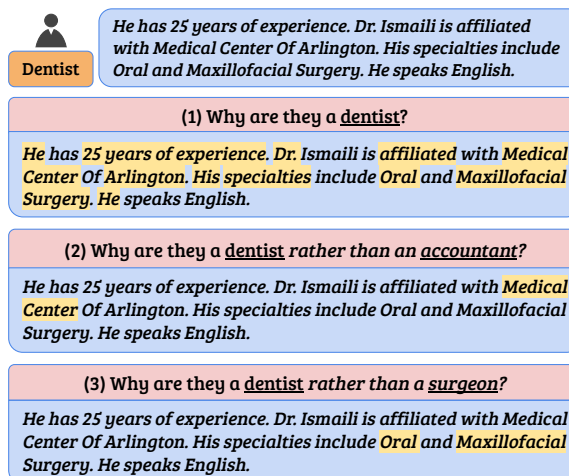 He has 25 years of experience. Dr. Ismaili is affiliated
with Medical Center Of Arlington. His specialties include
Oral and Maxillofacial Surgery. He speaks English.
Dentist
(1) Why are they a dentist?
He has 25 years of experience. Dr. Ismaili is affiliated with Medical
Center Of Arlington. His specialties include Oral and Maxillofacial
Surgery. He speaks English.
(2) Why are they a dentist rather than an accountant?
He has 25 years of experience. Dr. Ismaili is affiliated with Medical
Center Of Arlington. His specialties include Oral and Maxillofacial
Surgery. He speaks English.
(3) Why are they a dentist rather than a surgeon?
He has 25 years of experience. Dr. Ismaili is affiliated with Medical
Center Of Arlington. His specialties include Oral and Maxillofacial
Surgery. He speaks English.